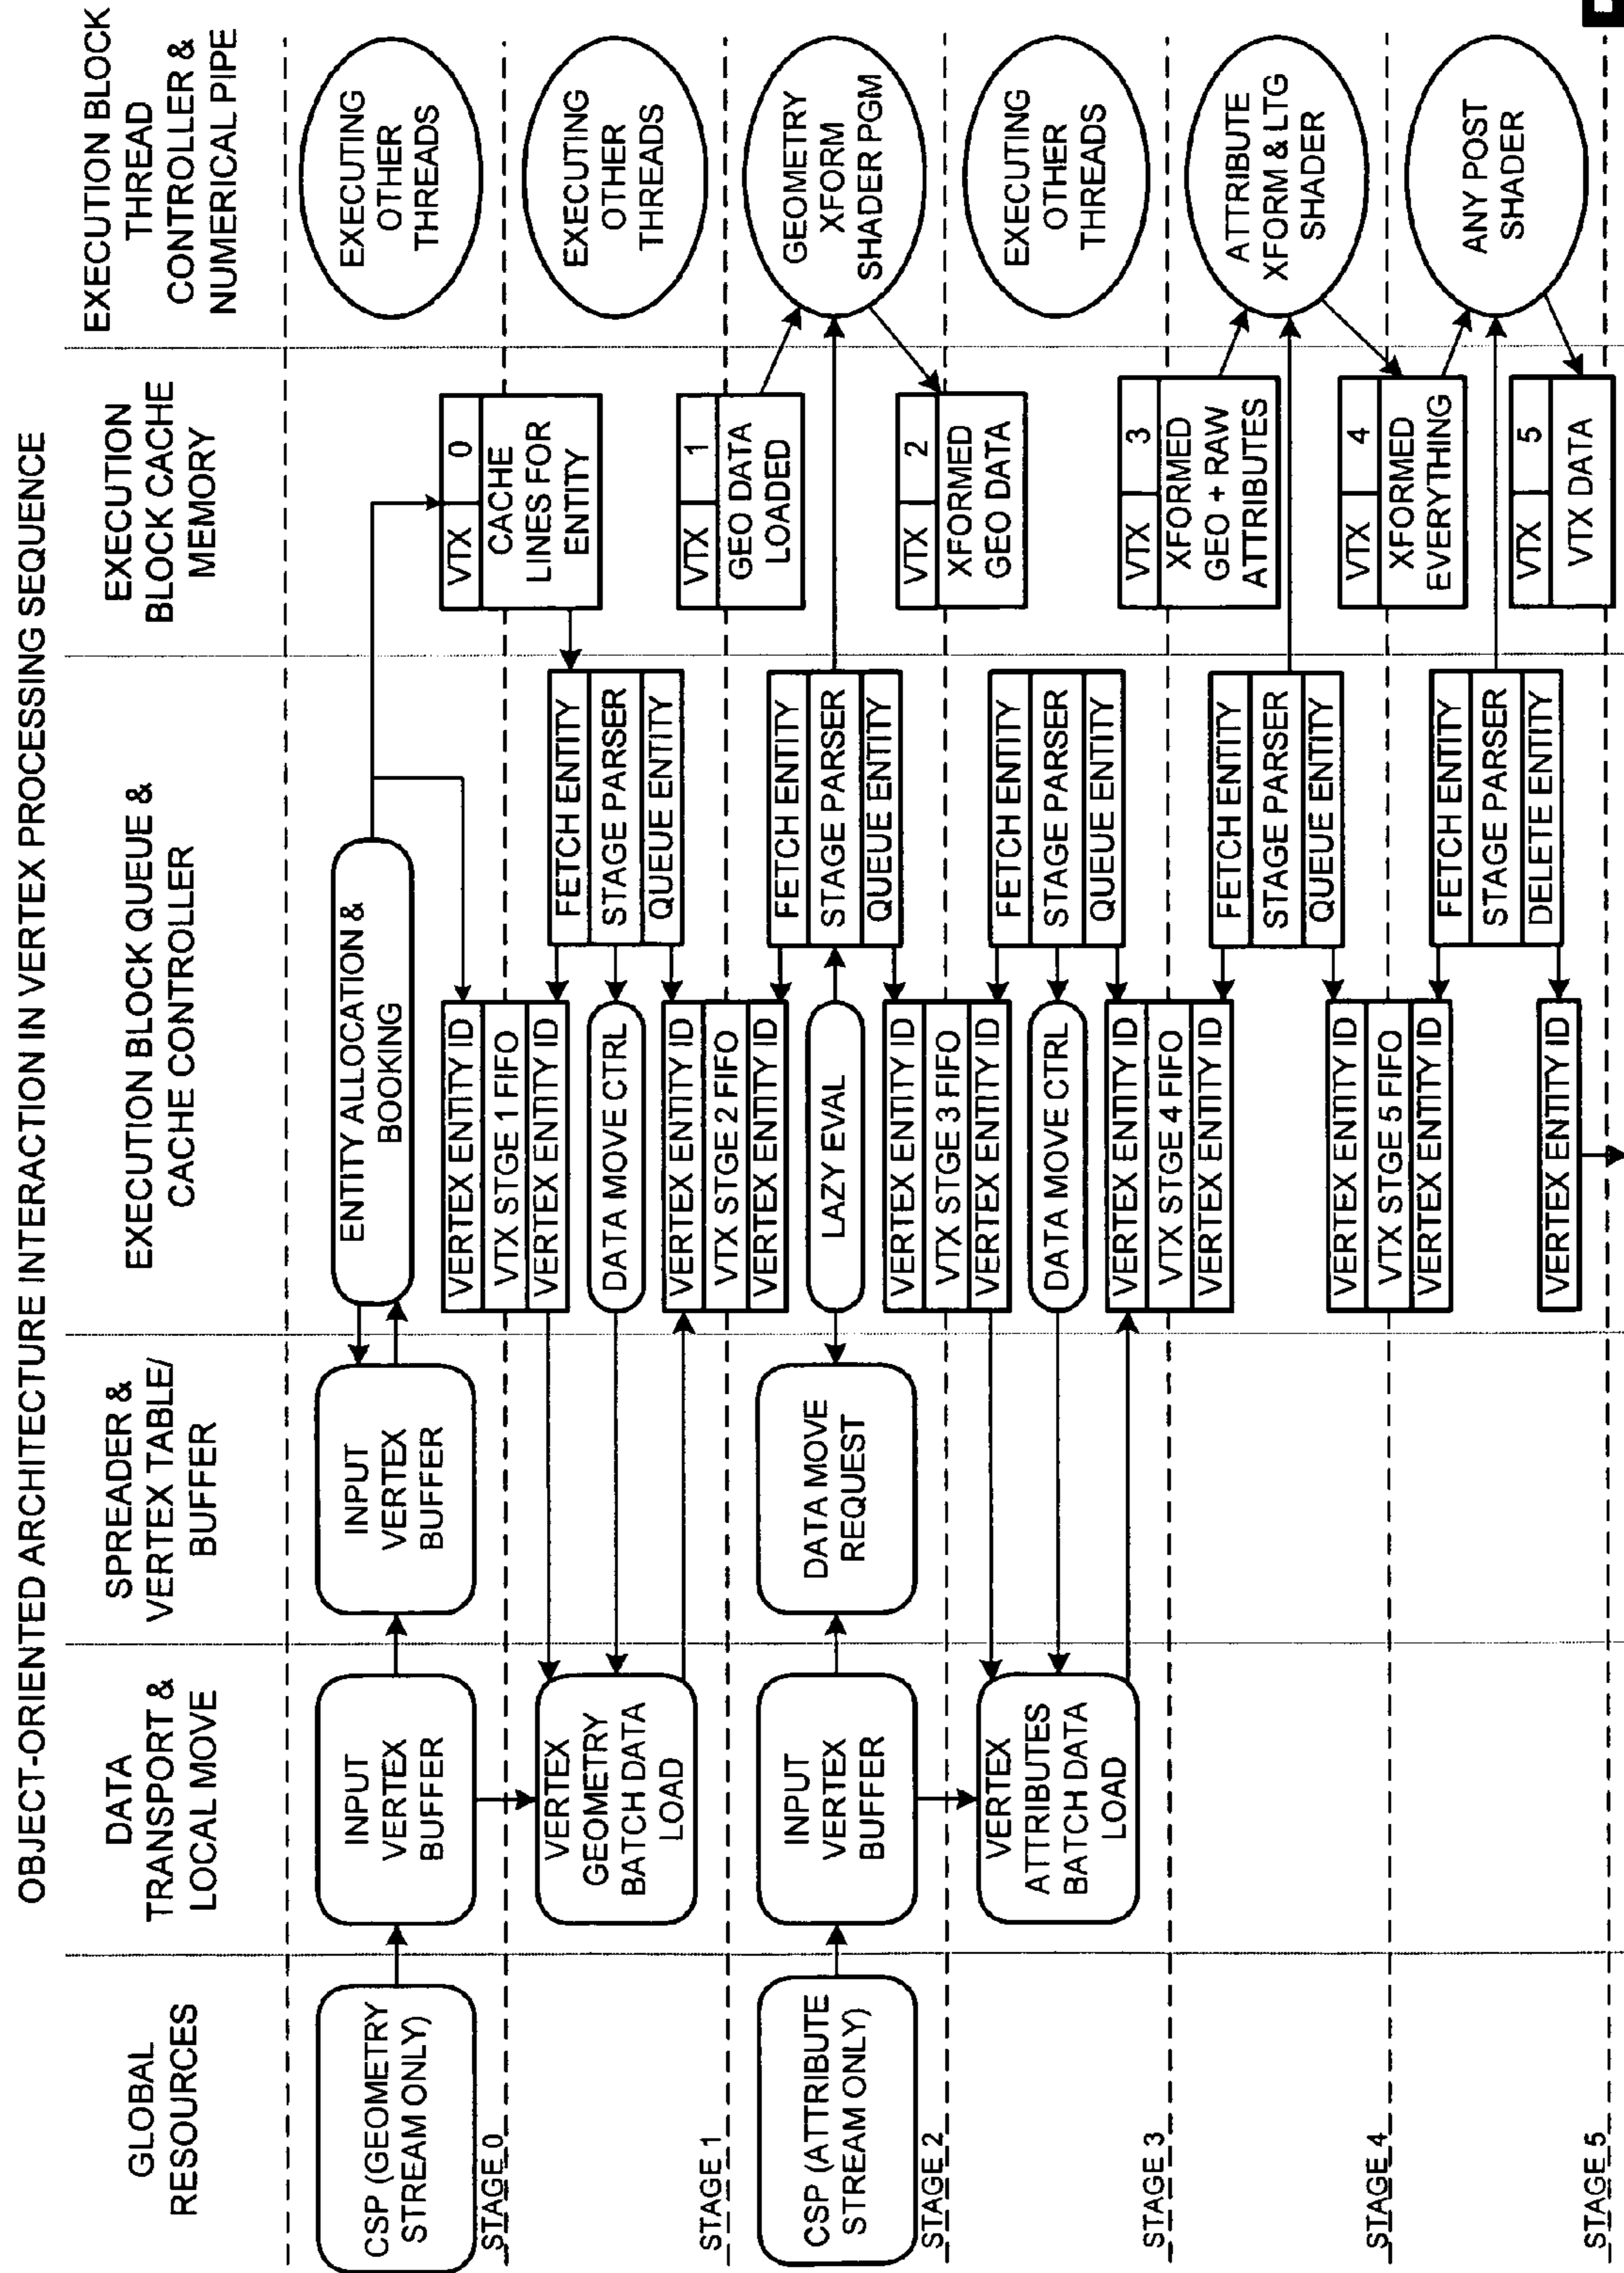 OBJECT-ORIENTED ARCHITECTURE INTERACTION IN VERTEX PROCESSING SEQUENCE
GLOBAL
RESOURCES
DATA
TRANSPORT &
LOCAL MOVE
SPREADER &
VERTEX TABLE/
BUFFER
EXECUTION BLOCK QUEUE &
CACHE CONTROLLER
EXECUTION
BLOCK CACHE
MEMORY
EXECUTION BLOCK
THREAD
CONTROLLER &
NUMERICAL PIPE
CSP (GEOMETRY
STREAM ONLY)
INPUT
VERTEX
BUFFER
INPUT
VERTEX
BUFFER
ENTITY ALLOCATION &
BOOKING
EXECUTING
OTHER
THREADS
STAGE 0
VERTEX ENTITY ID
VTX STGE 1 FIFO
VERTEX ENTITY ID
VTX 0
CACHE
LINES FOR
ENTITY
VERTEX
GEOMETRY
BATCH DATA
LOAD
DATA MOVE CTRL
FETCH ENTITY
STAGE PARSER
QUEUE ENTITY
EXECUTING
OTHER
THREADS
STAGE 1
VERTEX ENTITY ID
VTX STGE 2 FIFO
VERTEX ENTITY ID
VTX 1
GEO DATA
LOADED
CSP (ATTRIBUTE
STREAM ONLY)
INPUT
VERTEX
BUFFER
DATA MOVE
REQUEST
LAZY EVAL
FETCH ENTITY
STAGE PARSER
QUEUE ENTITY
GEOMETRY
XFORM
SHADER PGM
STAGE 2
VERTEX ENTITY ID
VTX STGE 3 FIFO
VERTEX ENTITY ID
VTX 2
XFORMED
GEO DATA
VERTEX
ATTRIBUTES
BATCH DATA
LOAD
DATA MOVE CTRL
FETCH ENTITY
STAGE PARSER
QUEUE ENTITY
EXECUTING
OTHER
THREADS
STAGE 3
VERTEX ENTITY ID
VTX STGE 4 FIFO
VERTEX ENTITY ID
VTX 3
XFORMED
GEO + RAW
ATTRIBUTES
FETCH ENTITY
STAGE PARSER
QUEUE ENTITY
ATTRIBUTE
XFORM & LTG
SHADER
STAGE 4
VERTEX ENTITY ID
VTX STGE 5 FIFO
VERTEX ENTITY ID
VTX 4
XFORMED
EVERYTHING
FETCH ENTITY
STAGE PARSER
DELETE ENTITY
ANY POST
SHADER
STAGE 5
VERTEX ENTITY ID
VTX 5
VTX DATA